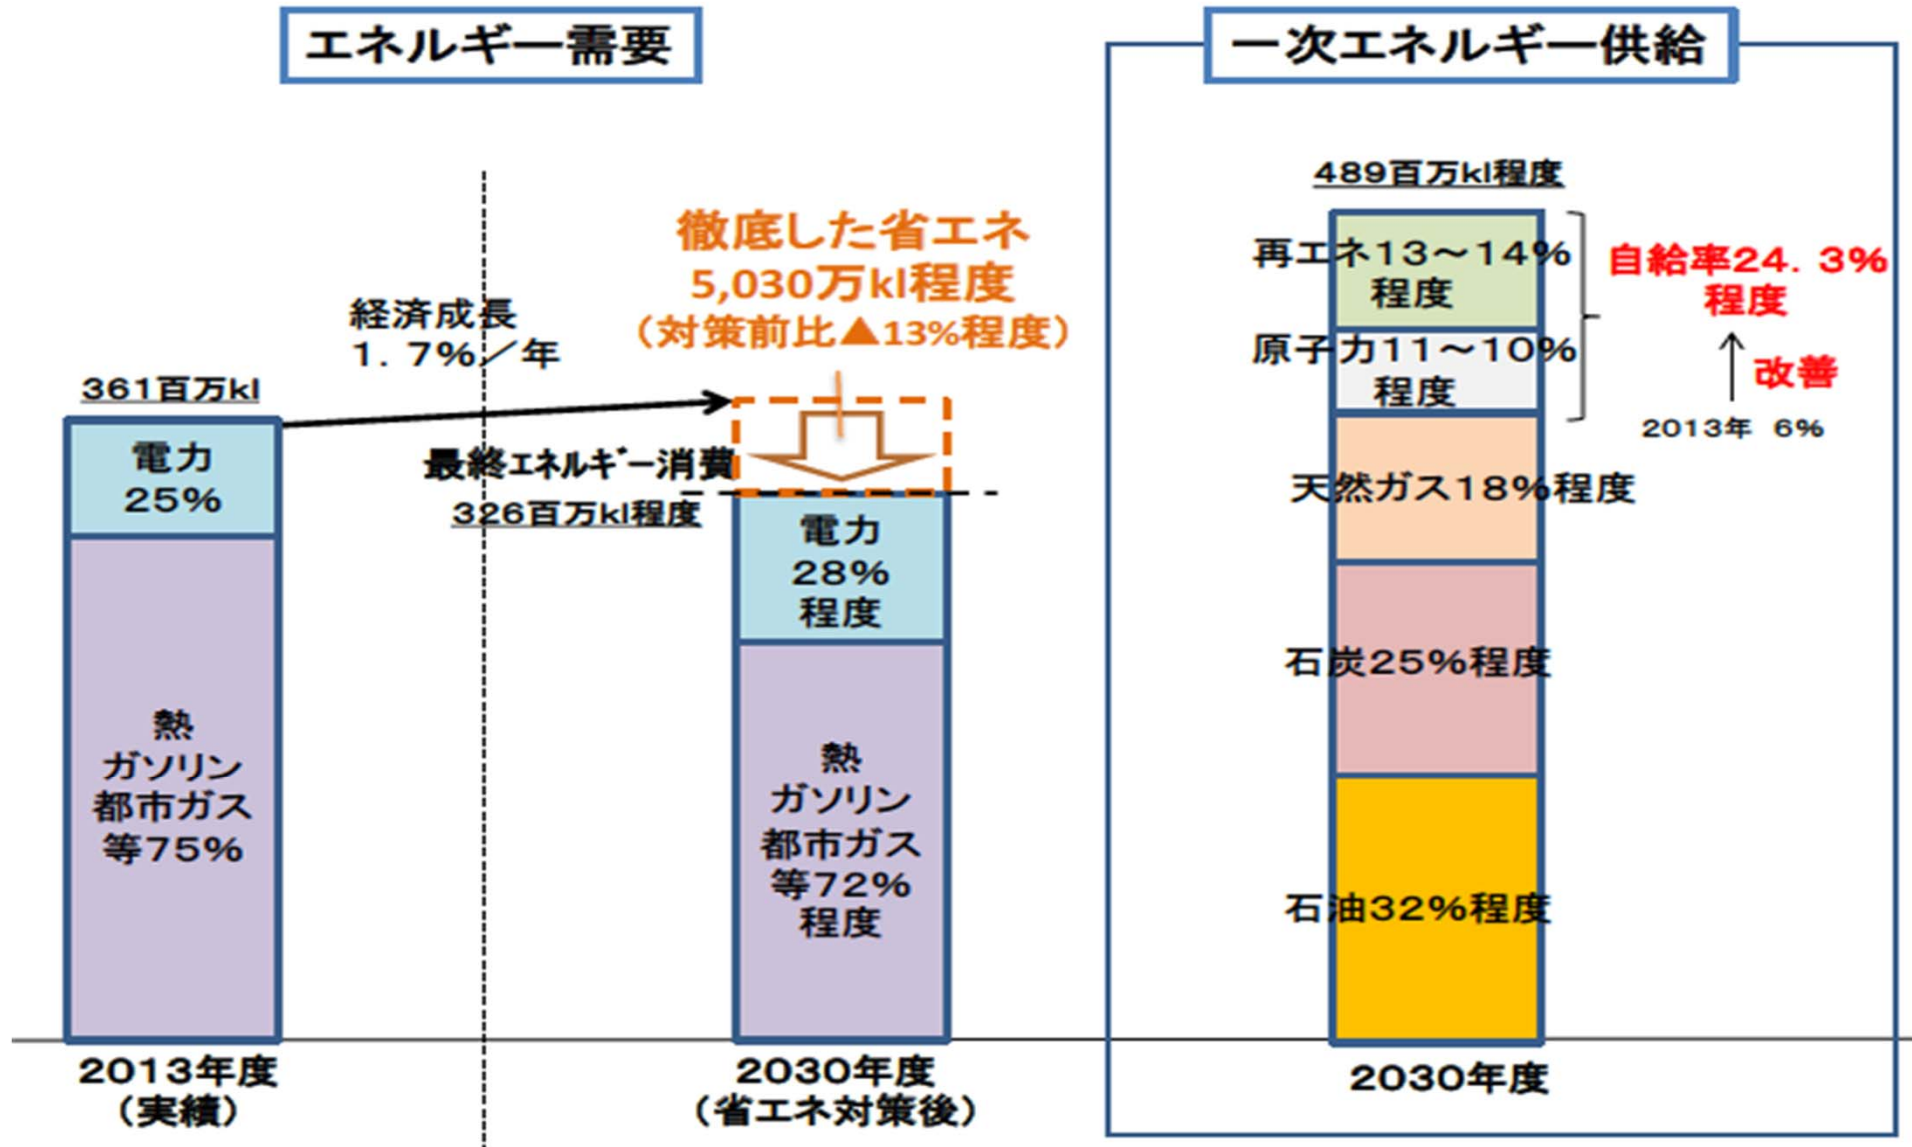 エネルギー需要
361百万kl
電力
25%
熱
ガソリン
都市ガス
等75%
2013年度
（実績）
経済成長
1．7%／年
徹底した省エネ
5,030万kl程度
（対策前比▲13%程度）
最終エネルギー消費
326百万kl程度
電力
28%
程度
熱
ガソリン
都市ガス
等72%
程度
2030年度
（省エネ対策後）
一次エネルギー供給
489百万kl程度
再エネ13～14%
程度
原子力11～10%
程度
天然ガス18%程度
石炭25%程度
石油32%程度
2030年度
自給率24．3%
程度
改善
2013年 6%